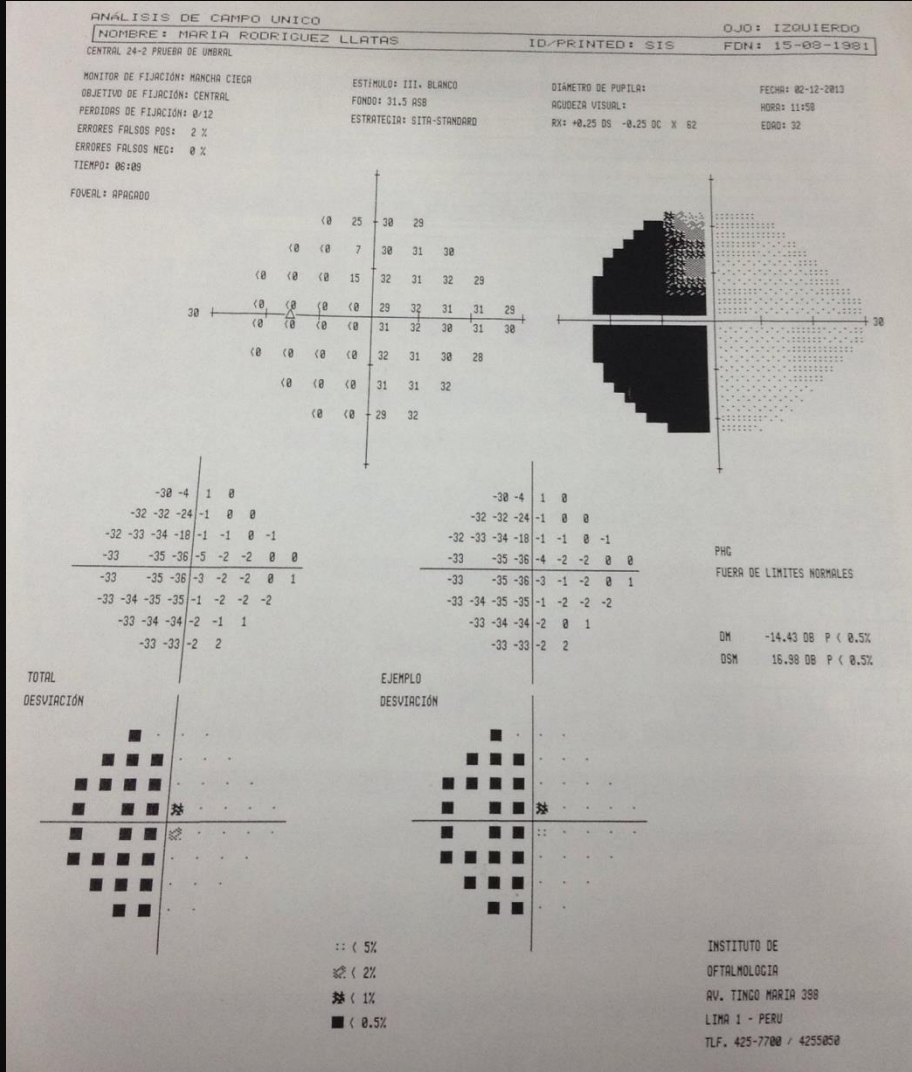 ANÁLISIS DE CAMPO UNICO
OJO: IZQUIERDO
NOMBRE: MARIA RODRIGUEZ LLATAS
ID/PRINTED: SIS
FDN: 15-08-1981
CENTRAL 24-2 PRUEBA DE UMBRAL
MONITOR DE FIJACIÓN: MANCHA CIEGA
OBJETIVO DE FIJACIÓN: CENTRAL
PERDIDAS DE FIJACIÓN: 0/12
ERRORES FALSOS POS: 2 %
ERRORES FALSOS NEG: 0 %
TIEMPO: 06:09
FOVEAL: APAGADO
ESTÍMULO: III. BLANCO
FONDO: 31.5 ASB
ESTRATEGIA: SITA-STANDARD
DIÁMETRO DE PUPILA:
AGUDEZA VISUAL:
RX: +0.25 DS -0.25 DC X 62
FECHA: 02-12-2013
HORA: 11:58
EDAD: 32
<0 25 30 29
<0 <0 7 30 31 30
<0 <0 <0 15 32 31 32 29
30 <0 <0 <0 <0 29 32 31 31 29
<0 <0 <0 <0 31 32 30 31 30
<0 <0 <0 <0 32 31 30 28
<0 <0 <0 31 31 32
<0 <0 29 32
30
-30 -4 1 0
-32 -32 -24 -1 0 0
-32 -33 -34 -18 -1 -1 0 -1
-33 -35 -36 -5 -2 -2 0 0
-33 -35 -36 -3 -2 -2 0 1
-33 -34 -35 -35 -1 -2 -2 -2
-33 -34 -34 -2 -1 1
-33 -33 -2 2
TOTAL
DESVIACIÓN
-30 -4 1 0
-32 -32 -24 -1 0 0
-32 -33 -34 -18 -1 -1 0 -1
-33 -35 -36 -4 -2 -2 0 0
-33 -35 -36 -3 -1 -2 0 1
-33 -34 -35 -35 -1 -2 -2 -2
-33 -34 -34 -2 0 1
-33 -33 -2 2
EJEMPLO
DESVIACIÓN
PHG
FUERA DE LIMITES NORMALES
DM -14.43 DB P < 0.5%
DSM 16.98 DB P < 0.5%
< 5%
< 2%
< 1%
< 0.5%
INSTITUTO DE
OFTALMOLOGIA
AV. TINGO MARIA 398
LIMA 1 - PERU
TLF. 425-7700 / 4255050